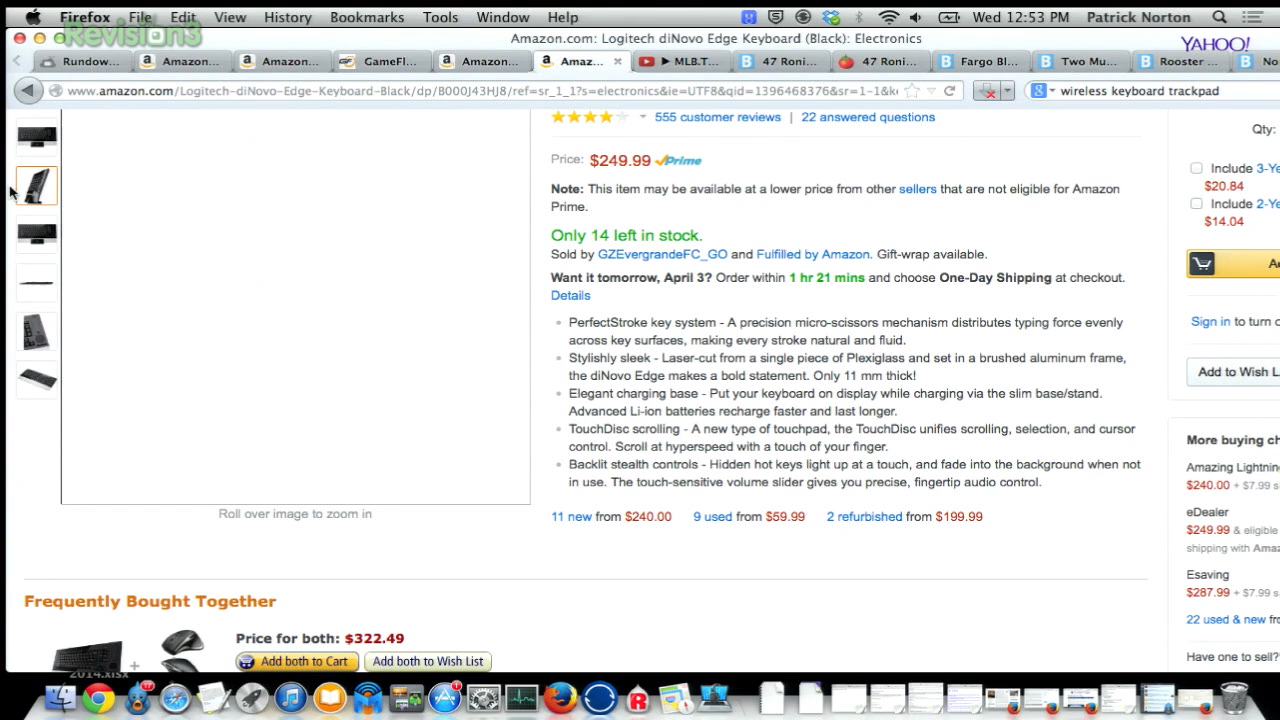 Firefox File Edit View History Bookmarks Tools Window Help Wed 12:53 PM Patrick Norton
Revision3
Amazon.com: Logitech diNovo Edge Keyboard (Black): Electronics
YAHOO!
Rundow... Amazon... Amazon... GameFl... Amazon... Amaz... ▶ MLB.T... 47 Roni... 47 Roni... Fargo Bl... Two Mu... Rooster ... No
www.amazon.com/Logitech-diNovo-Edge-Keyboard-Black/dp/B000J43HJ8/ref=sr_1_1?s=electronics&ie=UTF8&qid=1396468376&sr=1-1&k wireless keyboard trackpad
555 customer reviews | 22 answered questions
Price: $249.99 Prime
Note: This item may be available at a lower price from other sellers that are not eligible for Amazon
Prime.
Only 14 left in stock.
Sold by GZEvergrandeFC_GO and Fulfilled by Amazon. Gift-wrap available.
Want it tomorrow, April 3? Order within 1 hr 21 mins and choose One-Day Shipping at checkout.
Details
• PerfectStroke key system - A precision micro-scissors mechanism distributes typing force evenly
across key surfaces, making every stroke natural and fluid.
• Stylishly sleek - Laser-cut from a single piece of Plexiglass and set in a brushed aluminum frame,
the diNovo Edge makes a bold statement. Only 11 mm thick!
• Elegant charging base - Put your keyboard on display while charging via the slim base/stand.
Advanced Li-ion batteries recharge faster and last longer.
• TouchDisc scrolling - A new type of touchpad, the TouchDisc unifies scrolling, selection, and cursor
control. Scroll at hyperspeed with a touch of your finger.
• Backlit stealth controls - Hidden hot keys light up at a touch, and fade into the background when not
in use. The touch-sensitive volume slider gives you precise, fingertip audio control.
11 new from $240.00 9 used from $59.99 2 refurbished from $199.99
Roll over image to zoom in
Qty:
Include 3-Ye
$20.84
Include 2-Ye
$14.04
Sign in to turn o
Add to Wish L
More buying ch
Amazing Lightnin
$240.00 + $7.99 s
eDealer
$249.99 & eligible
shipping with Amaz
Esaving
$287.99 + $7.99 s
22 used & new fr
Have one to sell?
Frequently Bought Together
Price for both: $322.49
Add both to Cart Add both to Wish List
2014.xlsx